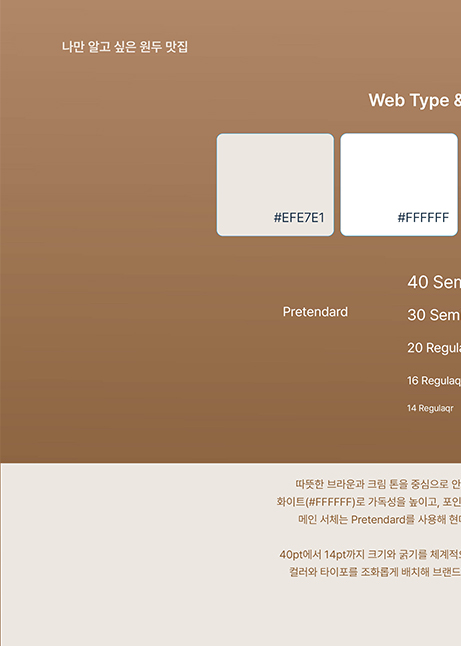 나만 알고 싶은 원두 맛집
Web Type &
#EFE7E1
#FFFFFF
40 Sem
Pretendard
30 Sem
20 Regula
16 Regulaq
14 Regulaqr
따뜻한 브라운과 크림 톤을 중심으로 안
화이트(#FFFFFF)로 가독성을 높이고, 포인
메인 서체는 Pretendard를 사용해 현
40pt에서 14pt까지 크기와 굵기를 체계적
컬러와 타이포를 조화롭게 배치해 브랜드